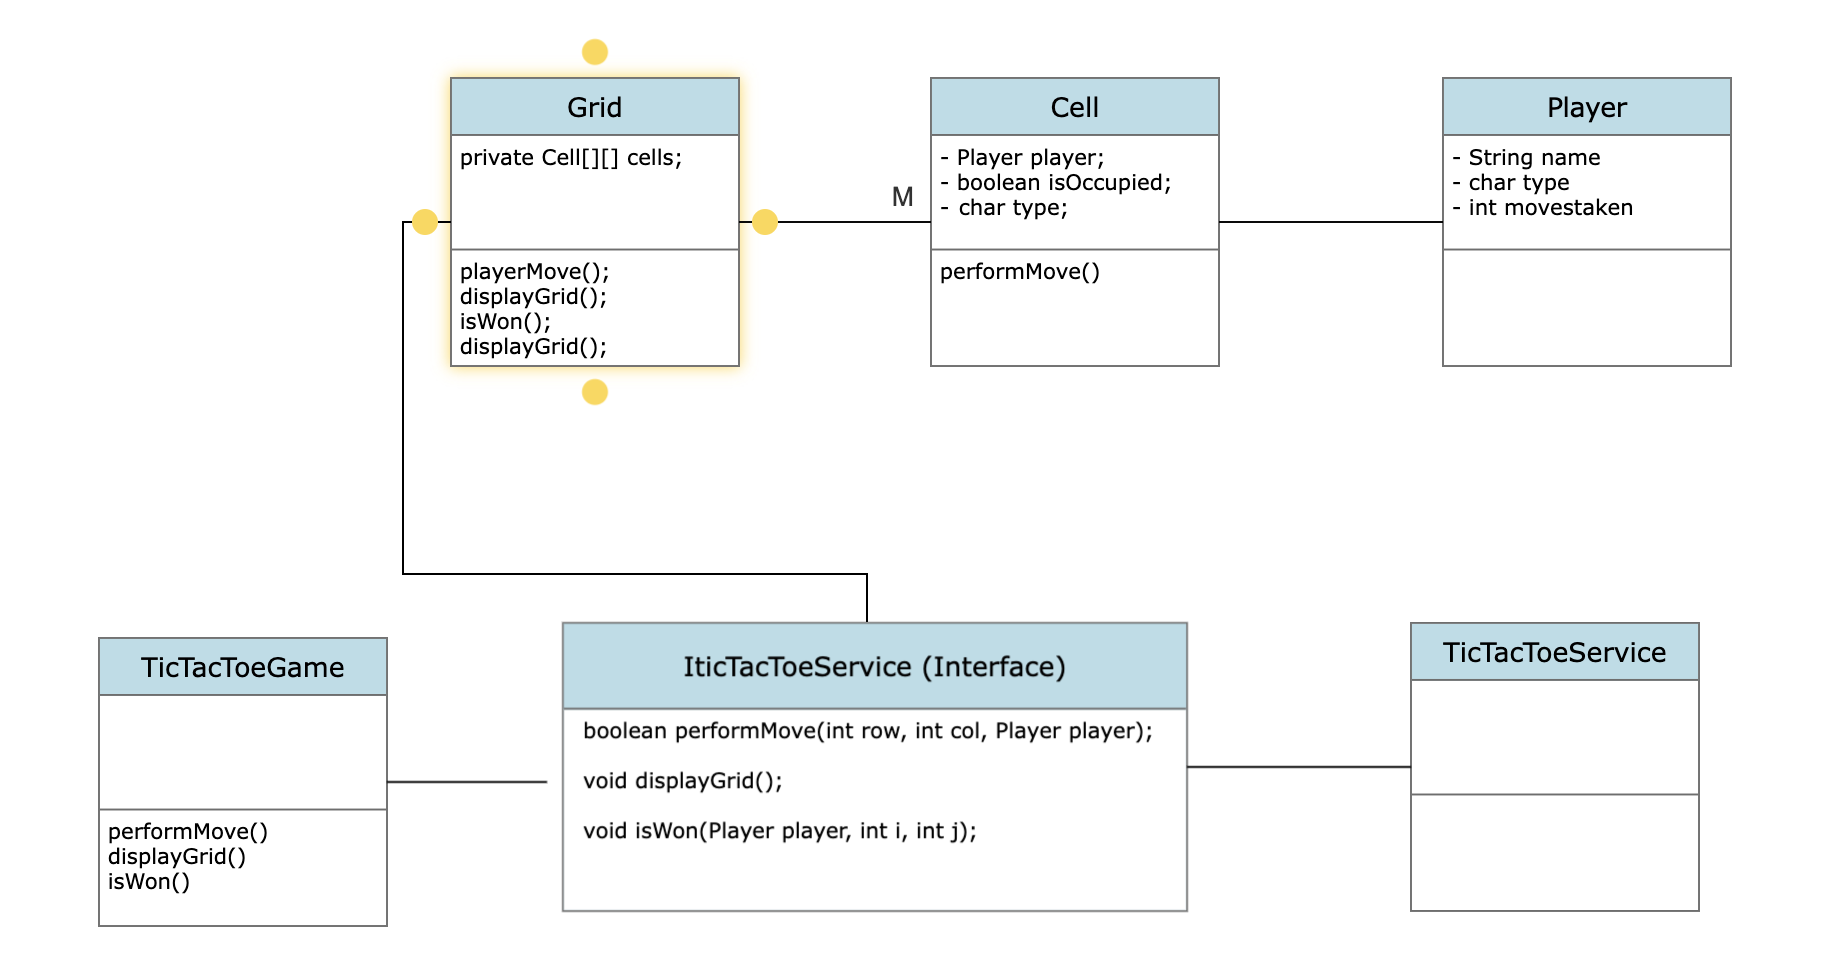 Grid
private Cell[][] cells;
playerMove();
displayGrid();
isWon();
displayGrid();
M
Cell
- Player player;
- boolean isOccupied;
- char type;
performMove()
Player
- String name
- char type
- int movestaken
TicTacToeGame
performMove()
displayGrid()
isWon()
IticTacToeService (Interface)
boolean performMove(int row, int col, Player player);
void displayGrid();
void isWon(Player player, int i, int j);
TicTacToeService